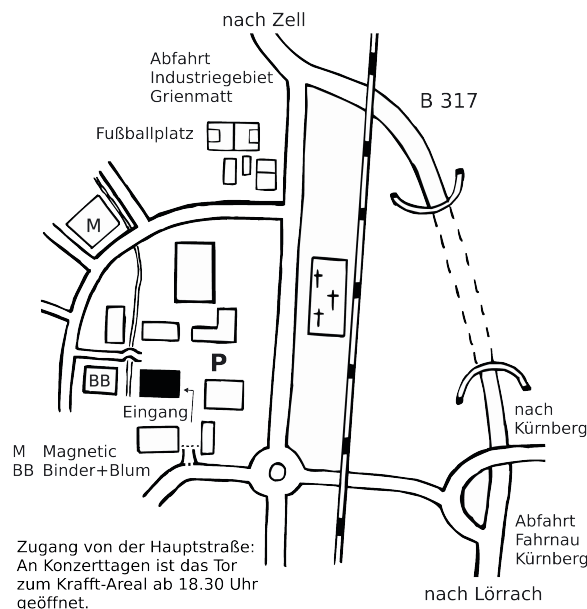 nach Zell
Abfahrt
Industriegebiet
Grienmatt
B 317
Fußballplatz
M
P
BB
Eingang
nach
Kürnberg
M Magnetic
BB Binder+Blum
Abfahrt
Fahrnau
Kürnberg
Zugang von der Hauptstraße:
An Konzerttagen ist das Tor
zum Krafft-Areal ab 18.30 Uhr
geöffnet.
nach Lörrach